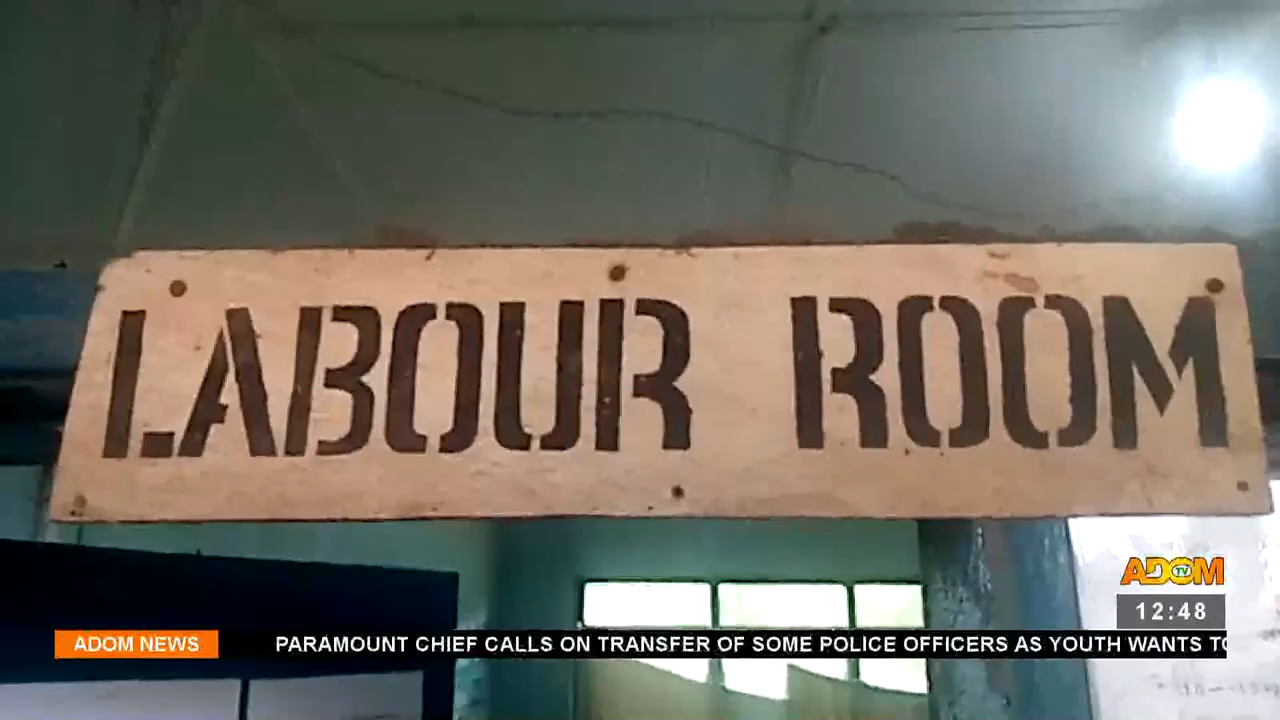 LABOUR ROOM
ADOM TV
12:48
ADOM NEWS
PARAMOUNT CHIEF CALLS ON TRANSFER OF SOME POLICE OFFICERS AS YOUTH WANTS